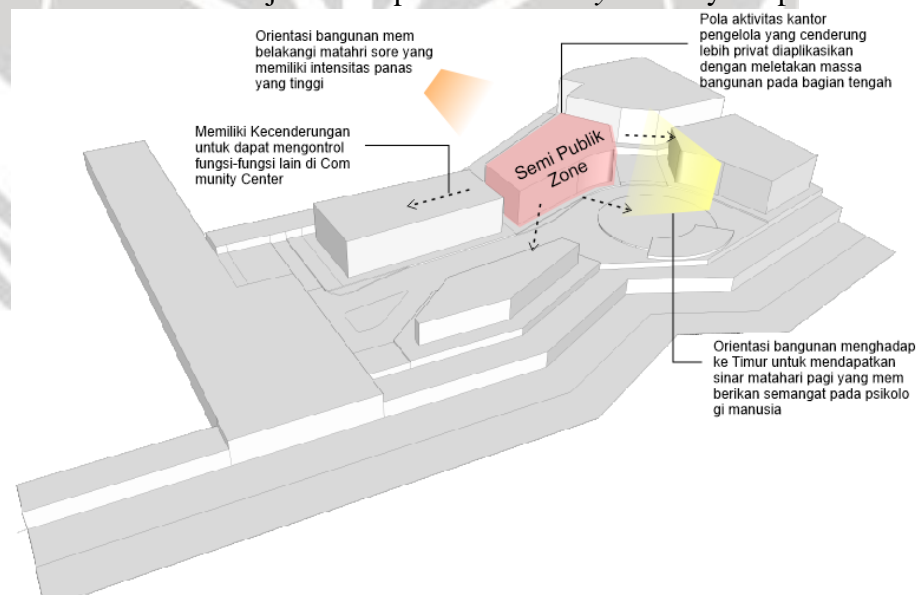 Orientasi bangunan mem
belakangi matahri sore yang
memiliki intensitas panas
yang tinggi
Pola aktivitas kantor
pengelola yang cenderung
lebih privat diaplikasikan
dengan meletakan massa
bangunan pada bagian tengah
Memiliki Kecenderungan
untuk dapat mengontrol
fungsi-fungsi lain di Com
munity Center
Semi Publik
Zone
Orientasi bangunan menghadap
ke Timur untuk mendapatkan
sinar matahari pagi yang mem
berikan semangat pada psikolo
gi manusia